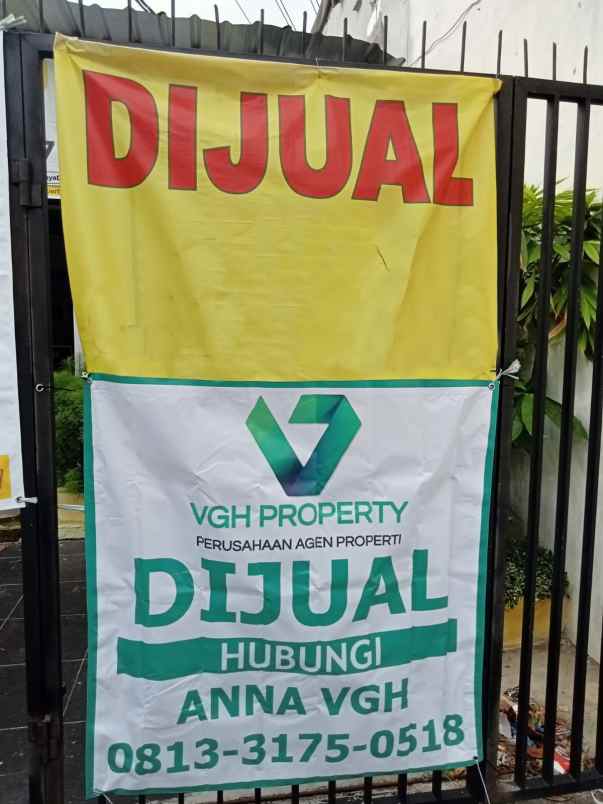 DIJUAL
VGH PROPERTY
PERUSAHAAN AGEN PROPERTI
DIJUAL
HUBUNGI
ANNA VGH
0813-3175-0518